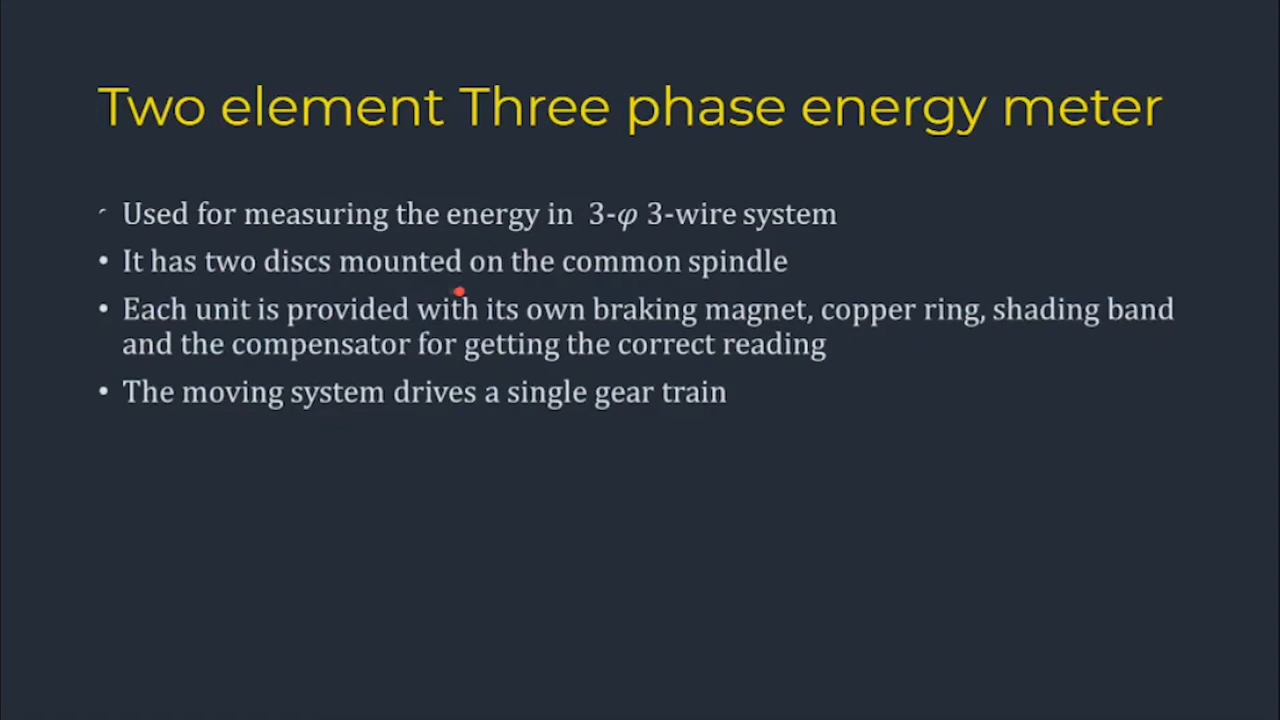 Two element Three phase energy meter
Used for measuring the energy in 3-φ 3-wire system
• It has two discs mounted on the common spindle
• Each unit is provided with its own braking magnet, copper ring, shading band
and the compensator for getting the correct reading
• The moving system drives a single gear train